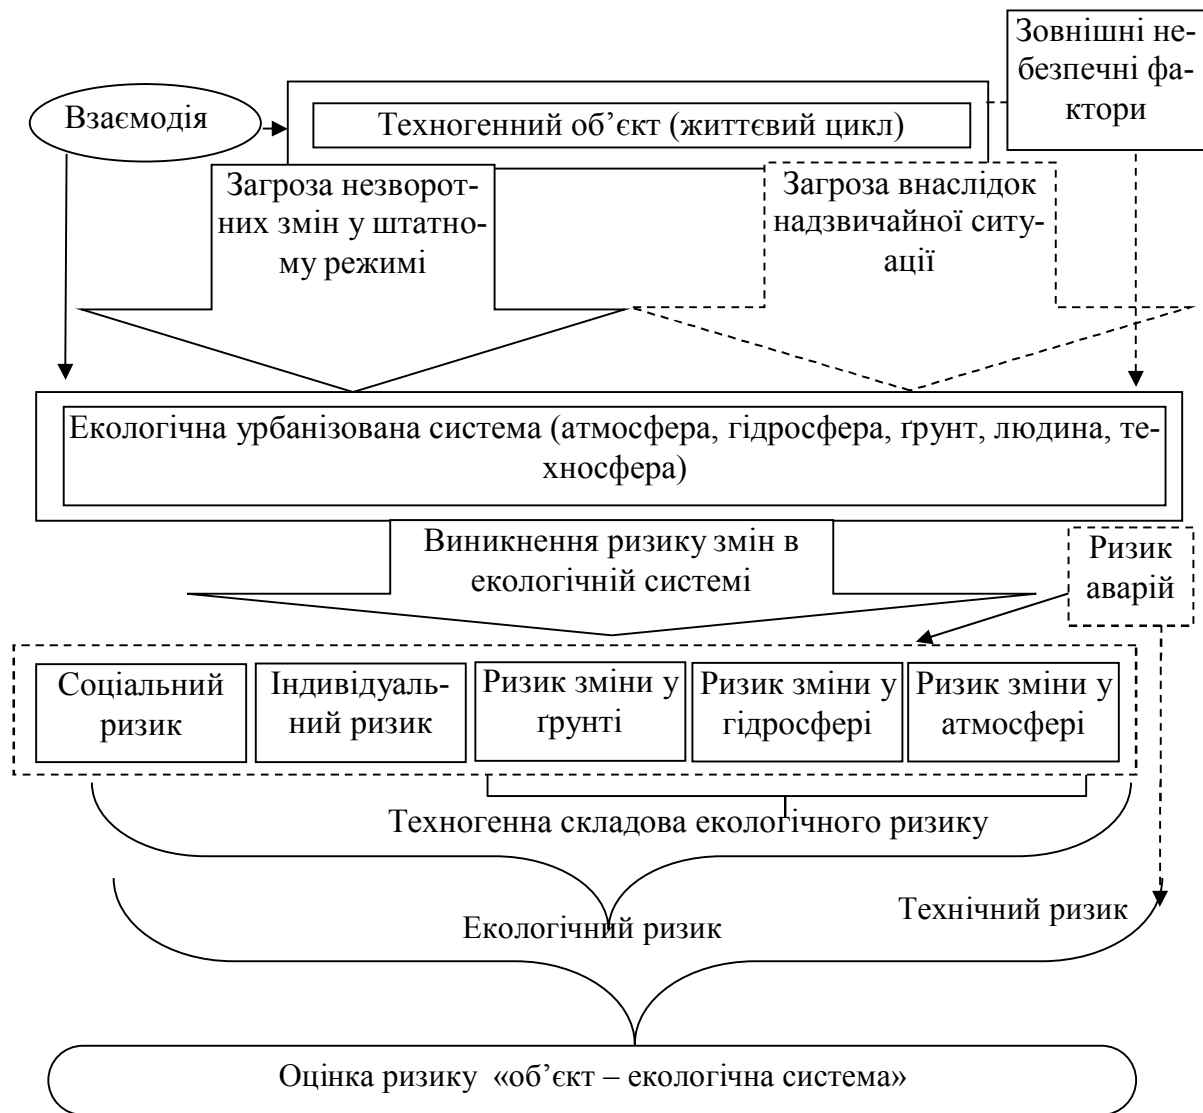 Зовнішні не-
безпечні фа-
ктори
Взаємодія
Техногенний об’єкт (життєвий цикл)
Загроза незворот-
них змін у штатно-
му режимі
Загроза внаслідок
надзвичайної ситу-
ації
Екологічна урбанізована система (атмосфера, гідросфера, ґрунт, людина, те-
хносфера)
Виникнення ризику змін в
екологічній системі
Ризик
аварій
Соціальний
ризик
Індивідуаль-
ний ризик
Ризик зміни у
ґрунті
Ризик зміни у
гідросфері
Ризик зміни у
атмосфері
Техногенна складова екологічного ризику
Екологічний ризик
Технічний ризик
Оцінка ризику «об’єкт – екологічна система»